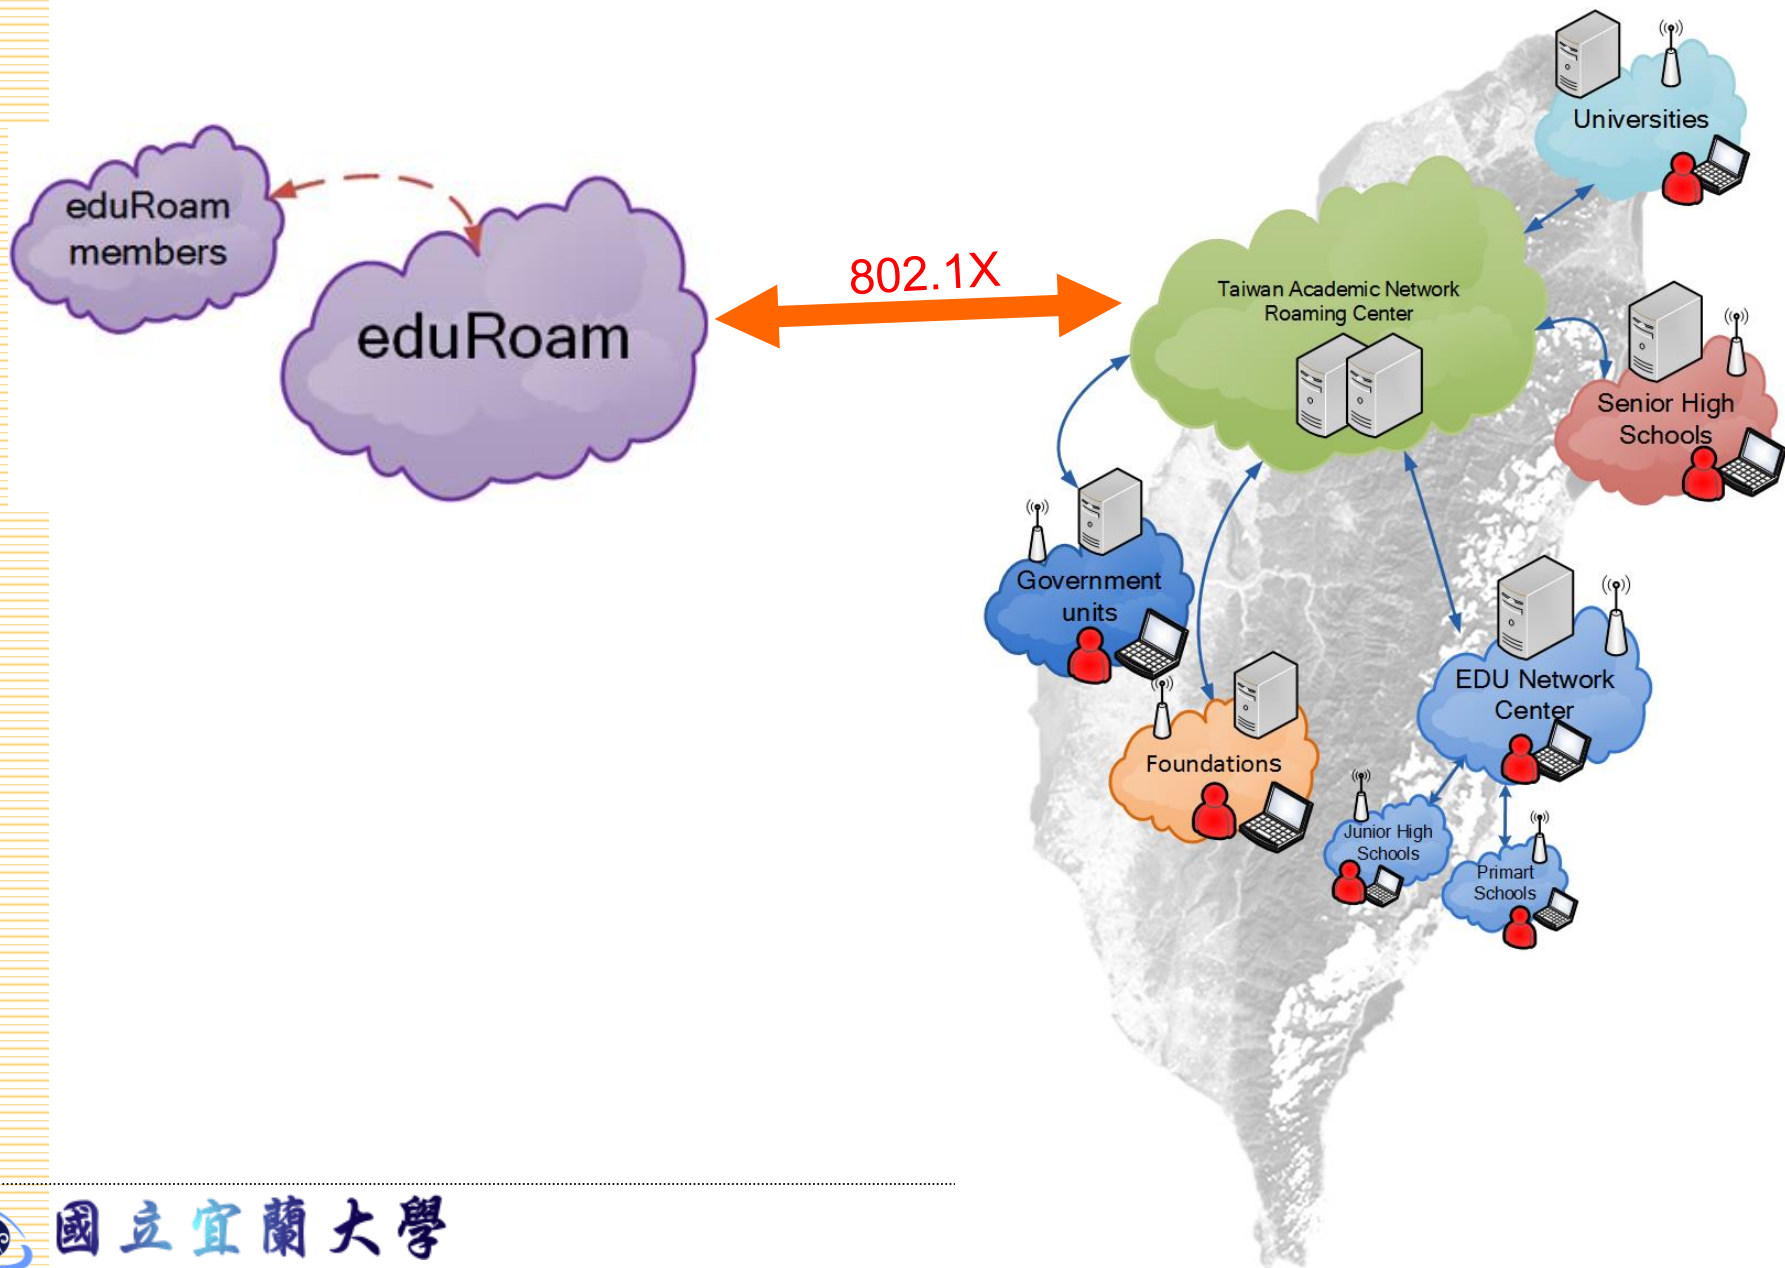 eduRoam
members
eduRoam
802.1X
Taiwan Academic Network
Roaming Center
Universities
Senior High
Schools
Government
units
Foundations
EDU Network
Center
Junior High
Schools
Primart
Schools
國立宜蘭大學